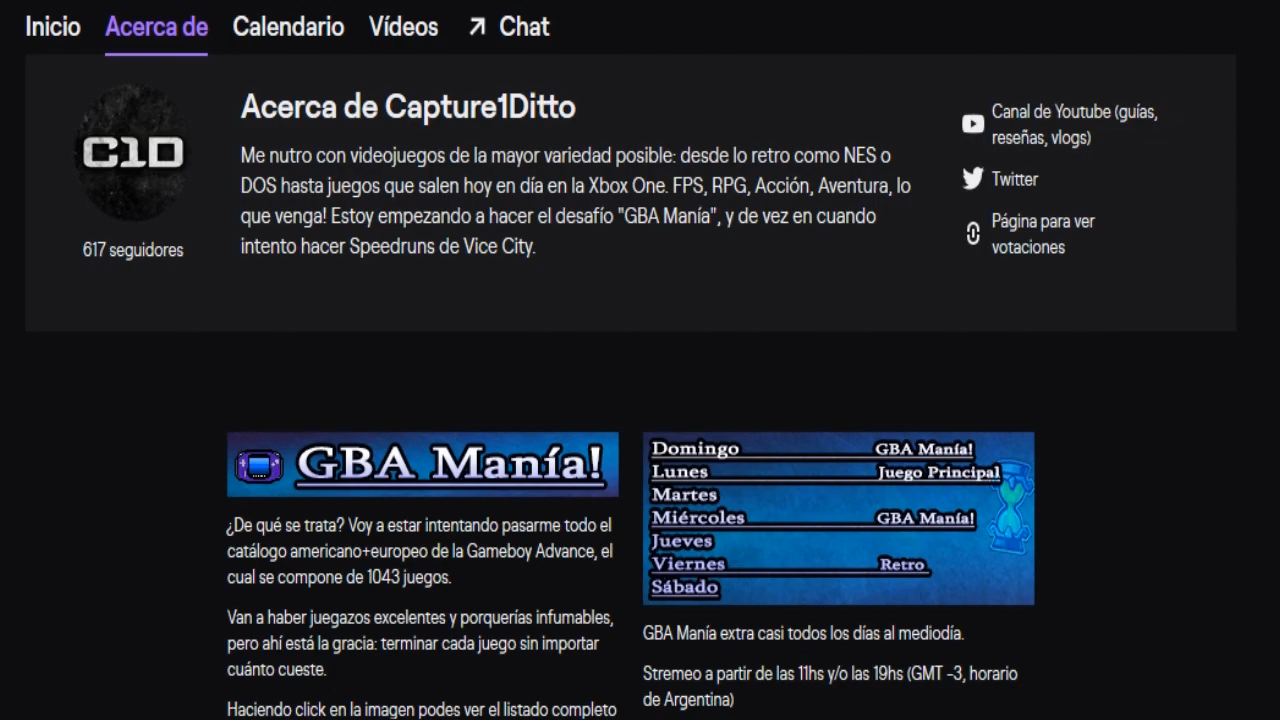 Inicio Acerca de Calendario Vídeos Chat
C1D
617 seguidores
Acerca de Capture1Ditto
Me nutro con videojuegos de la mayor variedad posible: desde lo retro como NES o
DOS hasta juegos que salen hoy en día en la Xbox One. FPS, RPG, Acción, Aventura, lo
que venga! Estoy empezando a hacer el desafío "GBA Manía", y de vez en cuando
intento hacer Speedruns de Vice City.
Canal de Youtube (guías,
reseñas, vlogs)
Twitter
Página para ver
votaciones
GBA Manía!
¿De qué se trata? Voy a estar intentando pasarme todo el
catálogo americano+europeo de la Gameboy Advance, el
cual se compone de 1043 juegos.
Van a haber juegazos excelentes y porquerías infumables,
pero ahí está la gracia: terminar cada juego sin importar
cuánto cueste.
Haciendo click en la imagen podes ver el listado completo
Domingo GBA Manía!
Lunes Juego Principal
Martes
Miércoles GBA Manía!
Jueves
Viernes Retro
Sábado
GBA Manía extra casi todos los días al mediodía.
Stremeo a partir de las 11hs y/o las 19hs (GMT -3, horario
de Argentina)